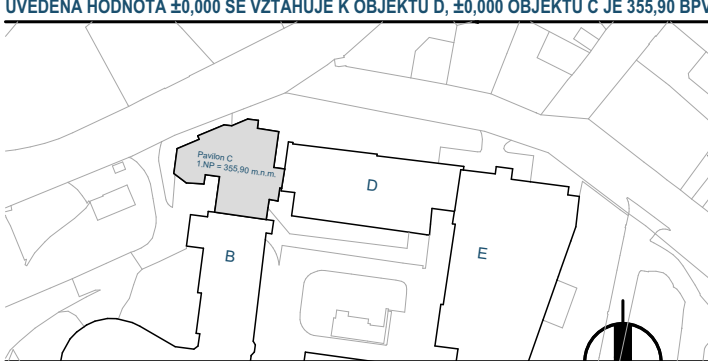 UVEDENÁ HODNOTA ±0,000 SE VZTAHUJE K OBJEKTU D, ±0,000 OBJEKTU C JE 355,90 BPV
Pavilon C
1.NP = 355,90 m.n.m.
D
E
B